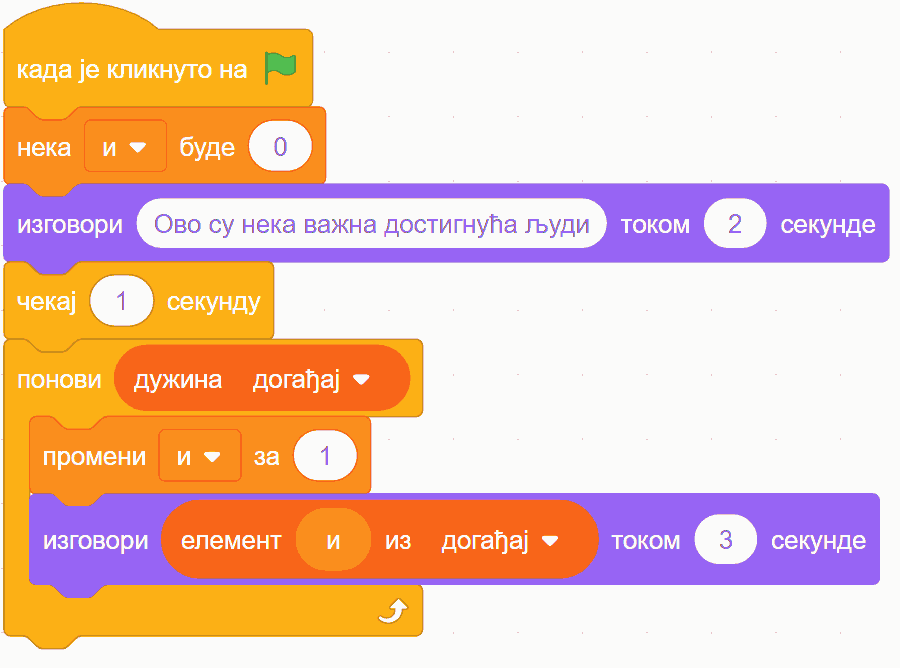 када је кликнуто на
нека и буде 0
изговори Ово су нека важна достигнућа људи током 2 секунде
чекај 1 секунду
понови дужина догађај
промени и за 1
изговори елемент и из догађај током 3 секунде